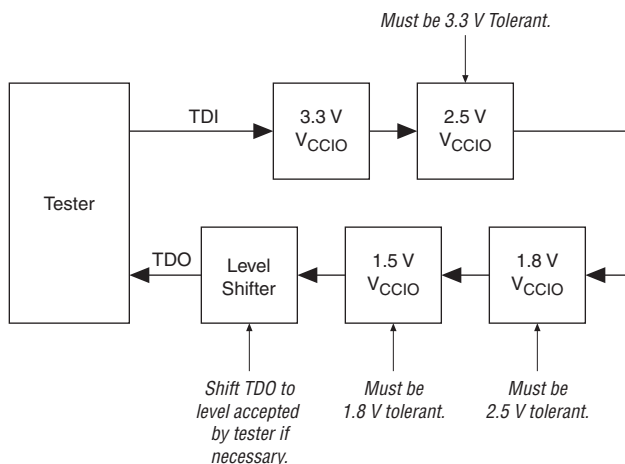 Must be 3.3 V Tolerant.
TDI
3.3 V
VCCIO
2.5 V
VCCIO
Tester
TDO
Level
Shifter
1.5 V
VCCIO
1.8 V
VCCIO
Shift TDO to
level accepted
by tester if
necessary.
Must be
1.8 V tolerant.
Must be
2.5 V tolerant.